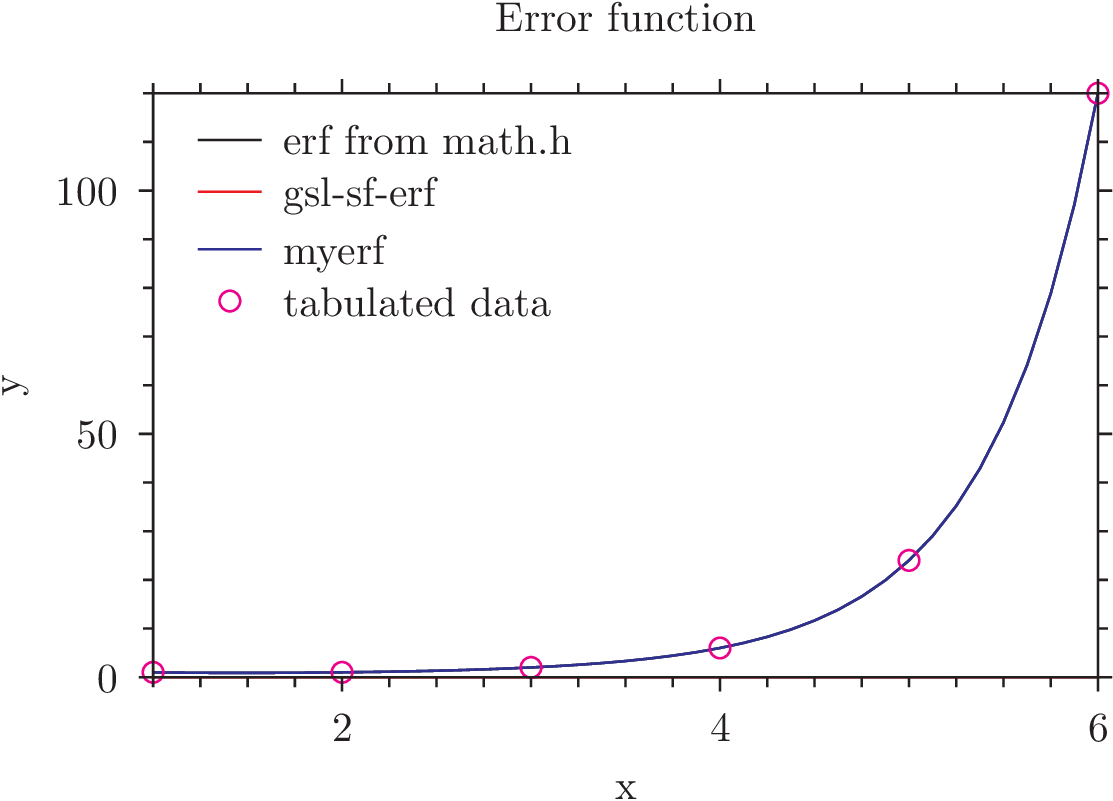 Error function
erf from math.h
gsl-sf-erf
myerf
tabulated data
100
50
0
y
2
4
6
x